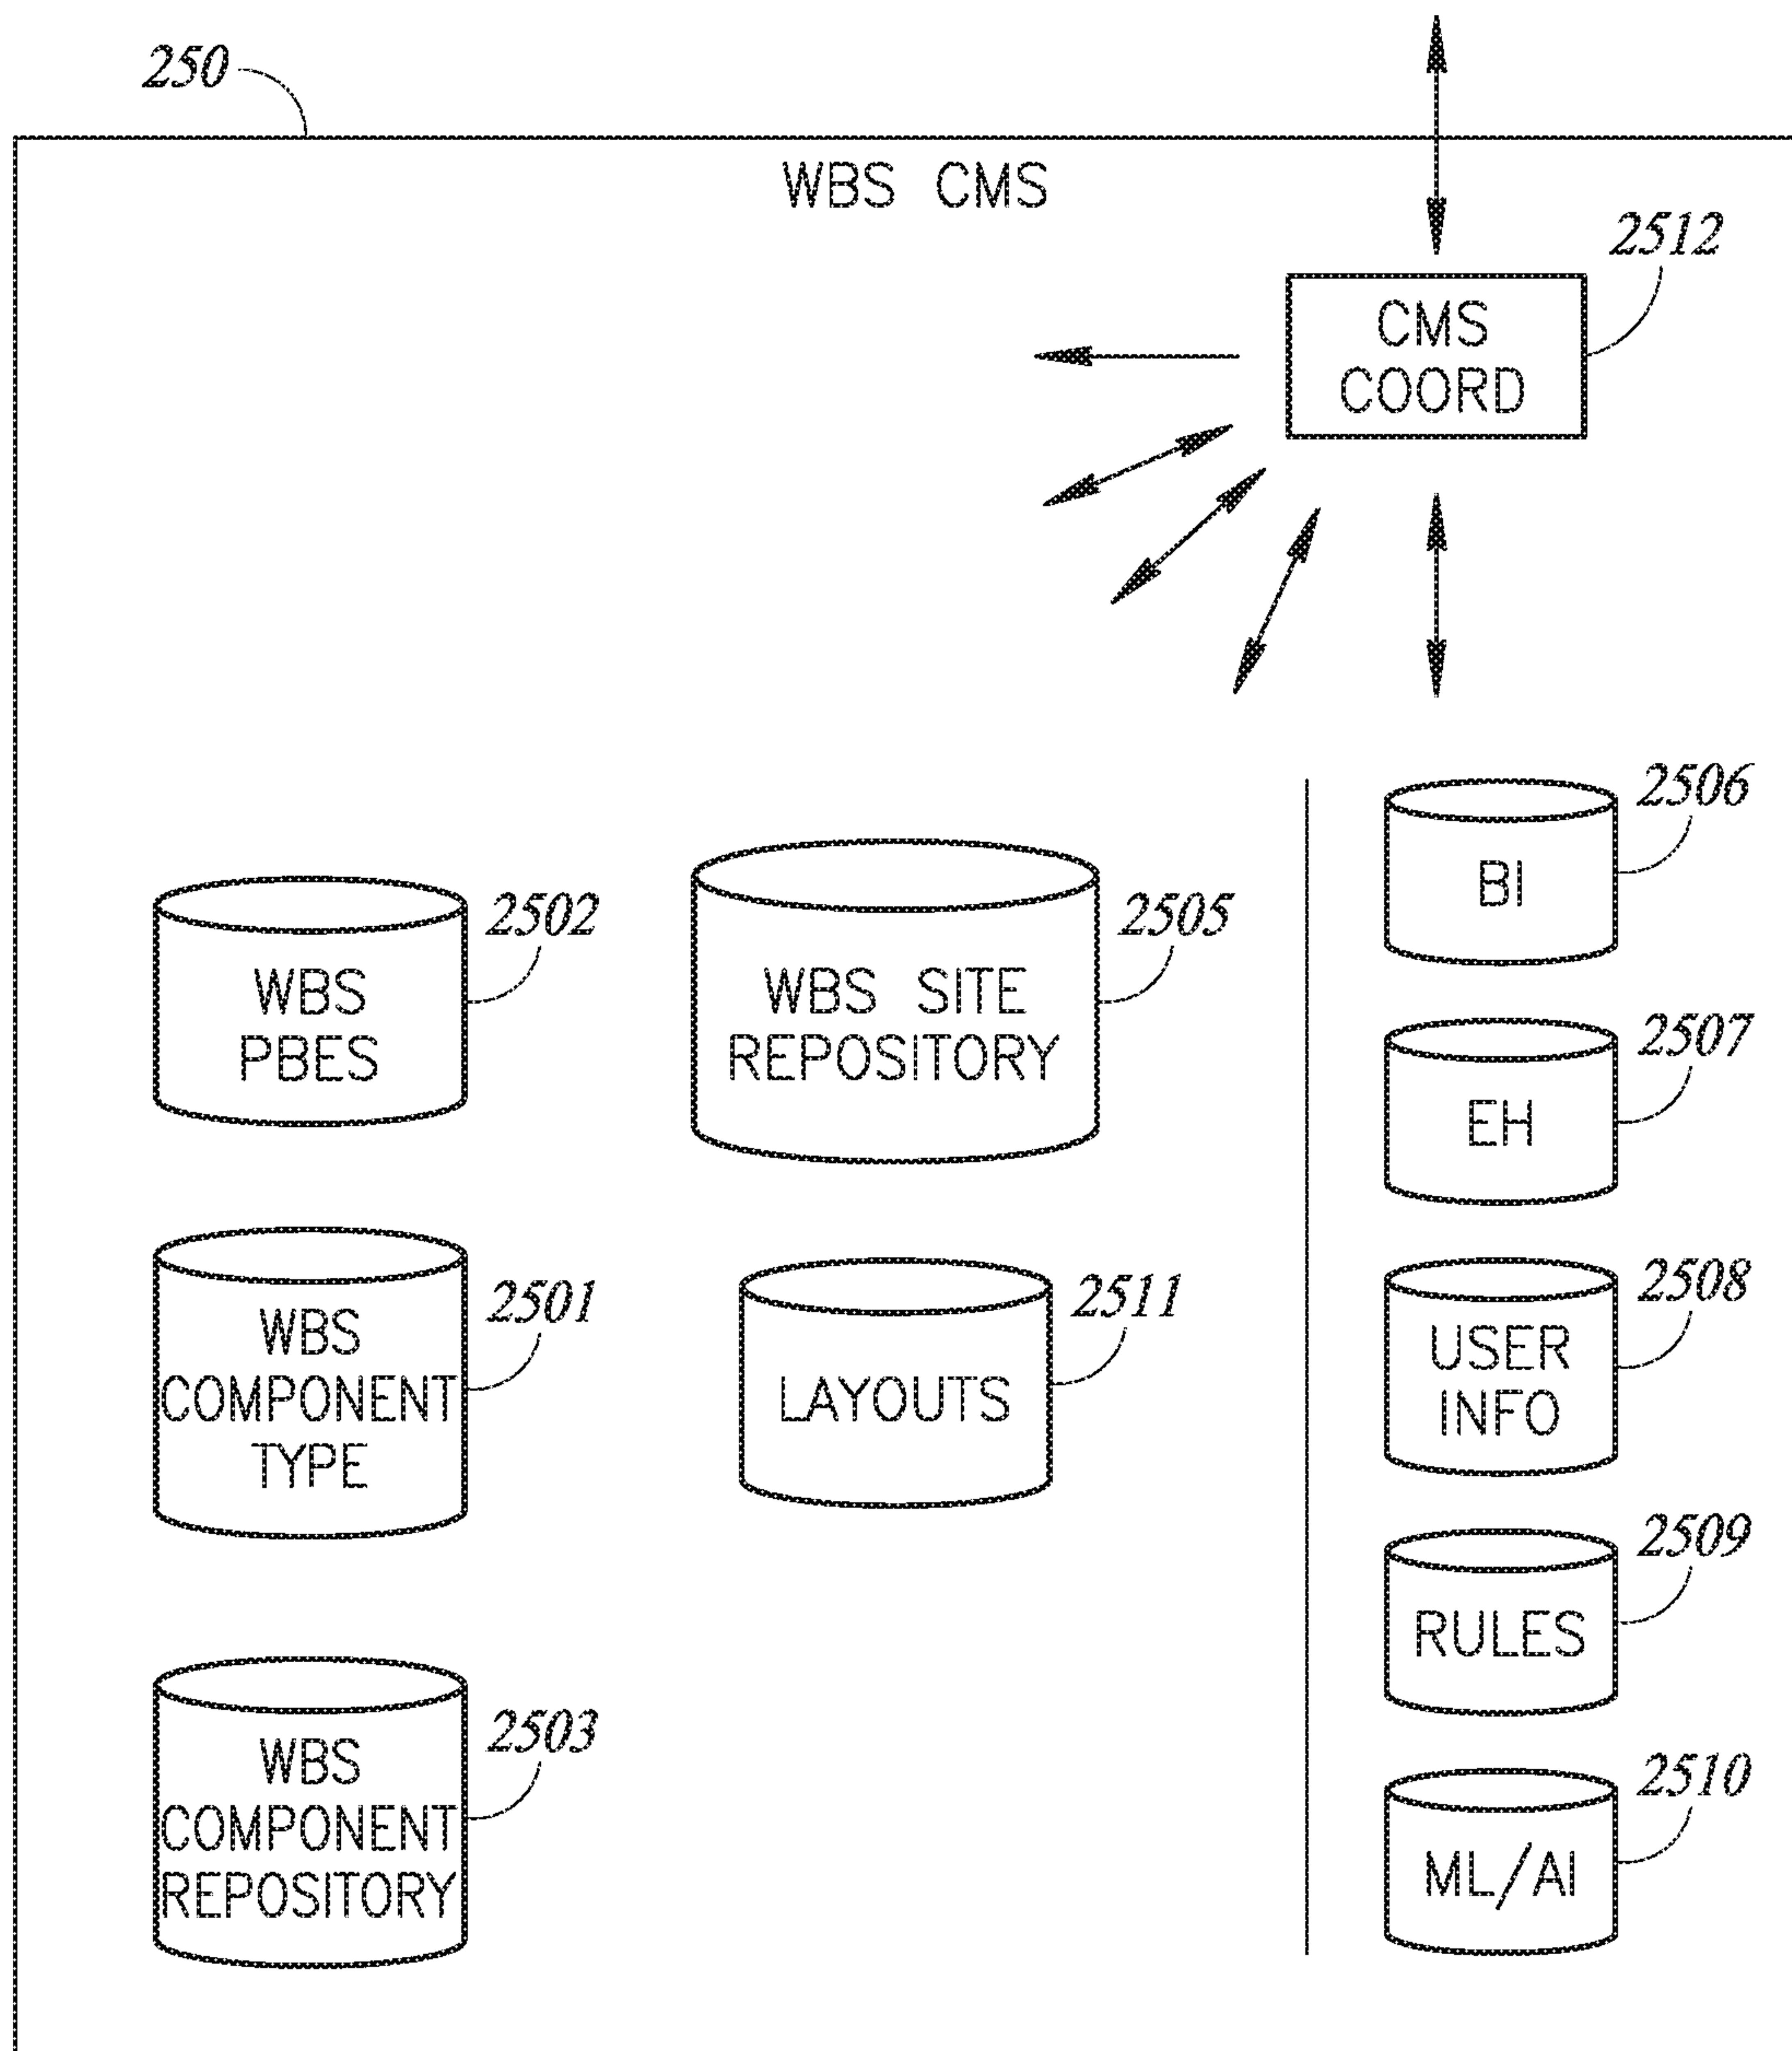 250
WBS CMS
2512
CMS
COORD
2506
BI
2502
WBS
PBES
2505
WBS SITE
REPOSITORY
2507
EH
2501
WBS
COMPONENT
TYPE
2511
LAYOUTS
2508
USER
INFO
2509
RULES
2503
WBS
COMPONENT
REPOSITORY
2510
ML/AI